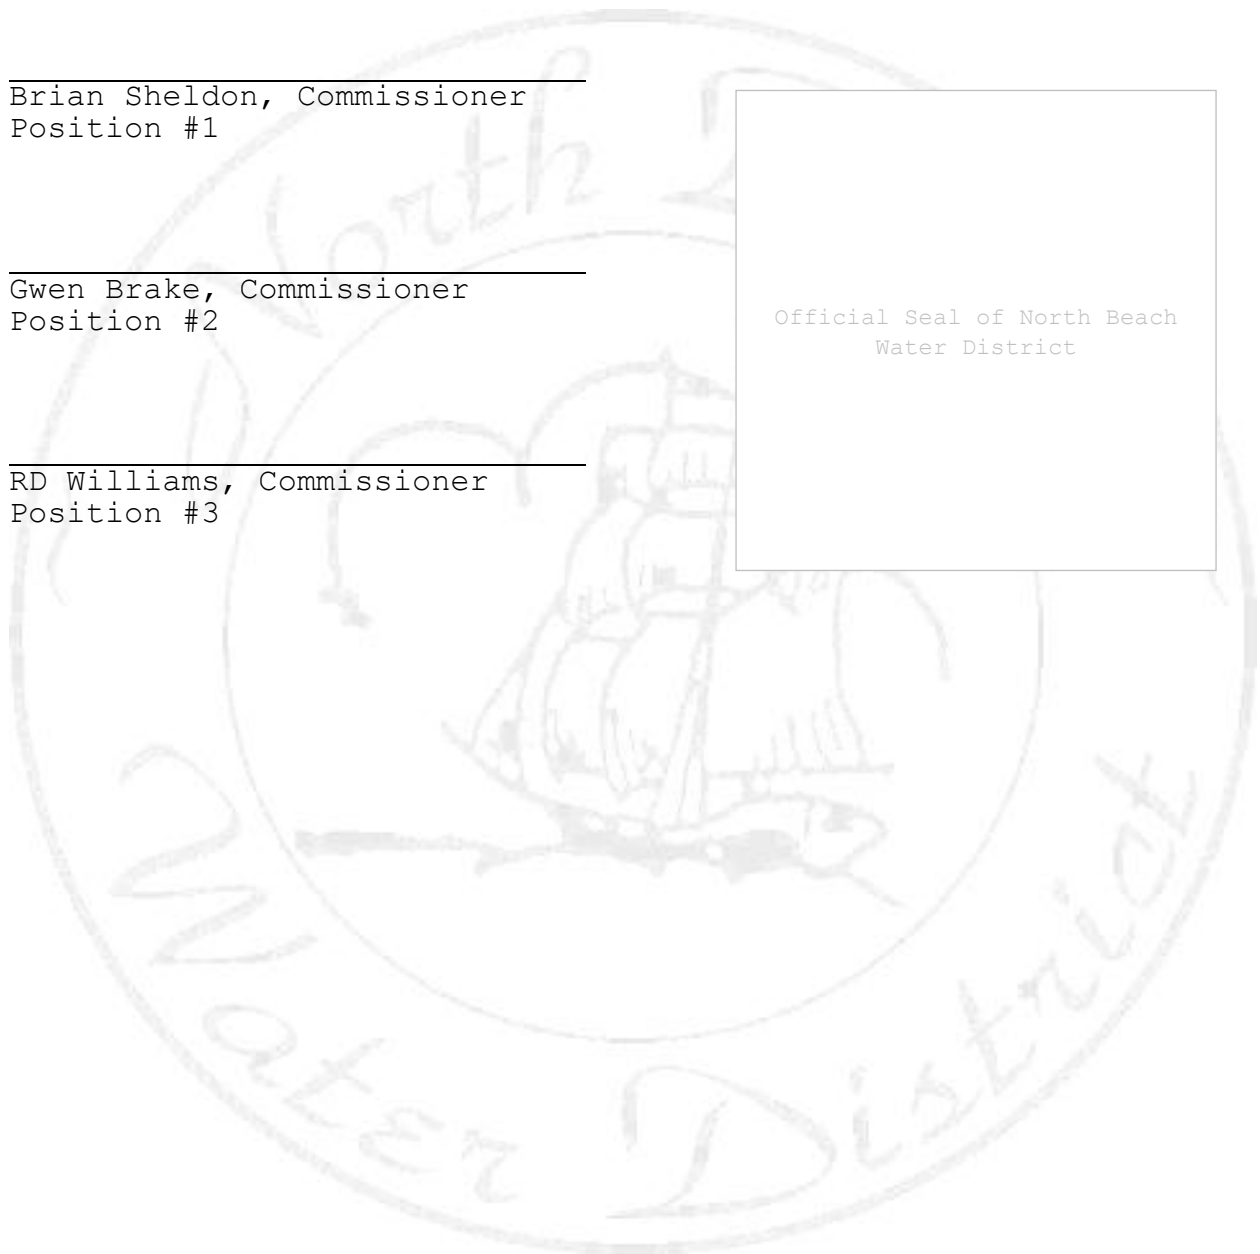 Brian Sheldon, Commissioner
Position #1
Gwen Brake, Commissioner
Position #2
RD Williams, Commissioner
Position #3
Official Seal of North Beach
Water District
North
Water District